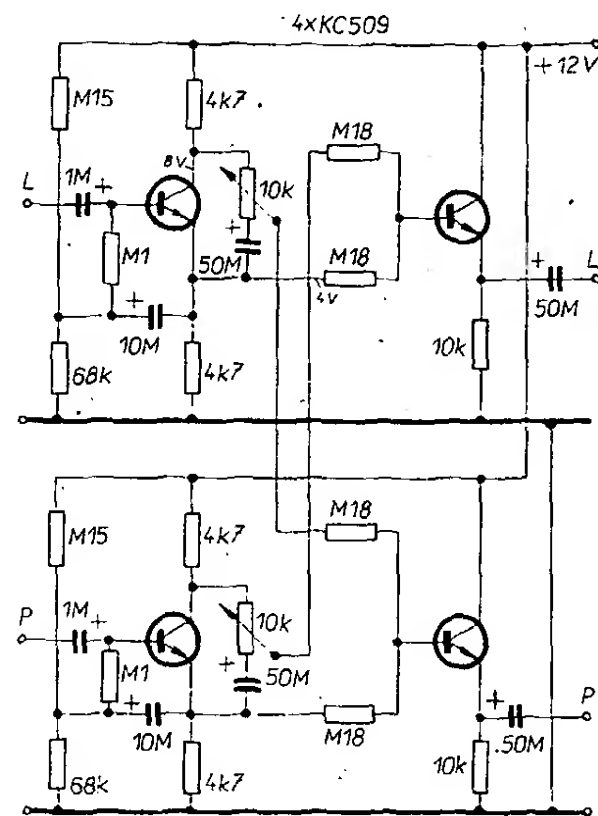 4xKC509
+12V
M15
4k7
M18
8V
L
1M
+
10k
+
M1
50M
M18
+
L
4V
50M
+
10M
10k
68k
4k7
M15
4k7
M18
P
1M
+
10k
+
M1
50M
+
P
+
10M
M18
.50M
10k
68k
4k7